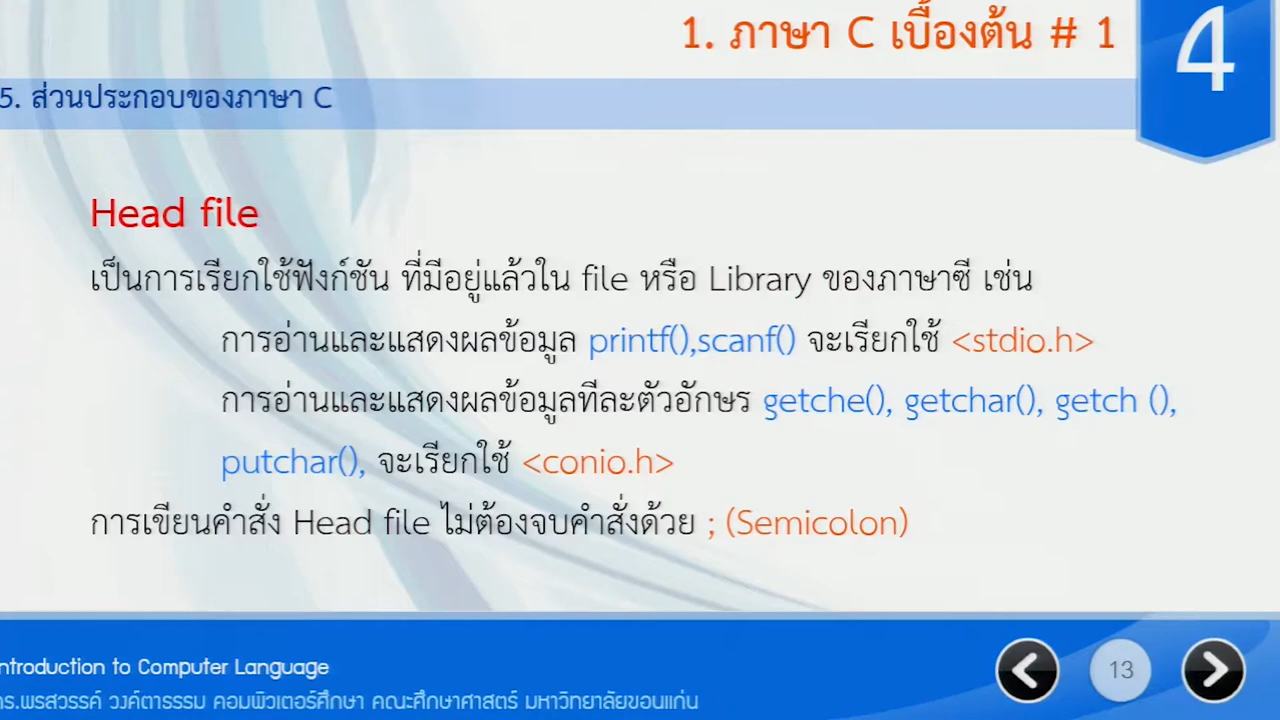 1. ภาษา C เบื้องต้น # 1
4
5. ส่วนประกอบของภาษา C
Head file
เป็นการเรียกใช้ฟังก์ชัน ที่มีอยู่แล้วใน file หรือ Library ของภาษาซี เช่น
การอ่านและแสดงผลข้อมูล printf(),scanf() จะเรียกใช้ <stdio.h>
การอ่านและแสดงผลข้อมูลทีละตัวอักษร getche(), getchar(), getch (),
putchar(), จะเรียกใช้ <conio.h>
การเขียนคำสั่ง Head file ไม่ต้องจบคำสั่งด้วย ; (Semicolon)
ntroduction to Computer Language
13
ดร.พรสวรรค์ วงค์ตาธรรม คอมพิวเตอร์ศึกษา คณะศึกษาศาสตร์ มหาวิทยาลัยขอนแก่น